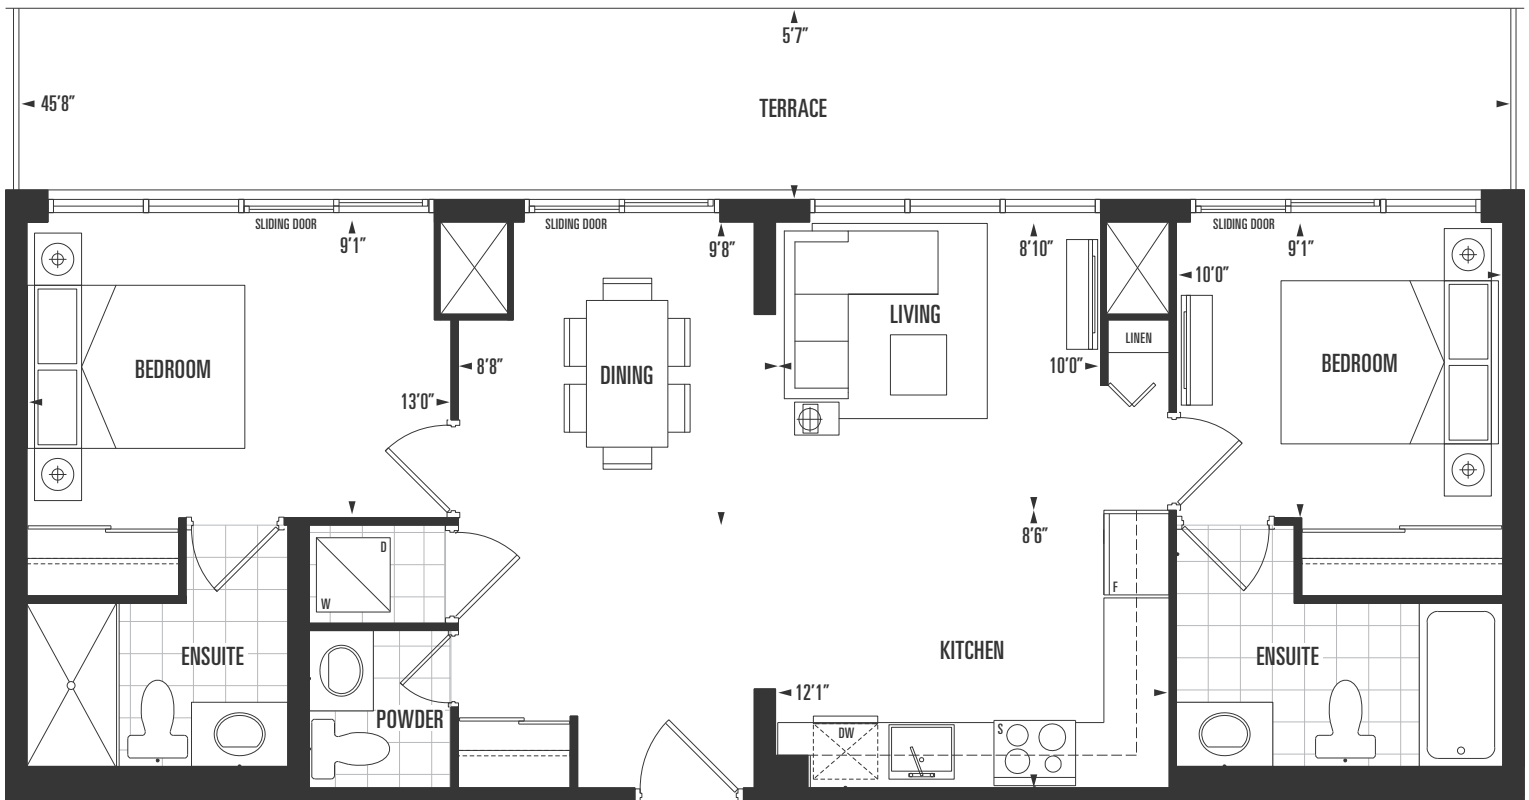 5'7"
45'8"
TERRACE
SLIDING DOOR
SLIDING DOOR
SLIDING DOOR
9'1"
9'8"
8'10"
9'1"
10'0"
LIVING
LINEN
BEDROOM
8'8"
DINING
10'0"
BEDROOM
13'0"
8'6"
D
W
F
ENSUITE
KITCHEN
ENSUITE
12'1"
POWDER
DW
S